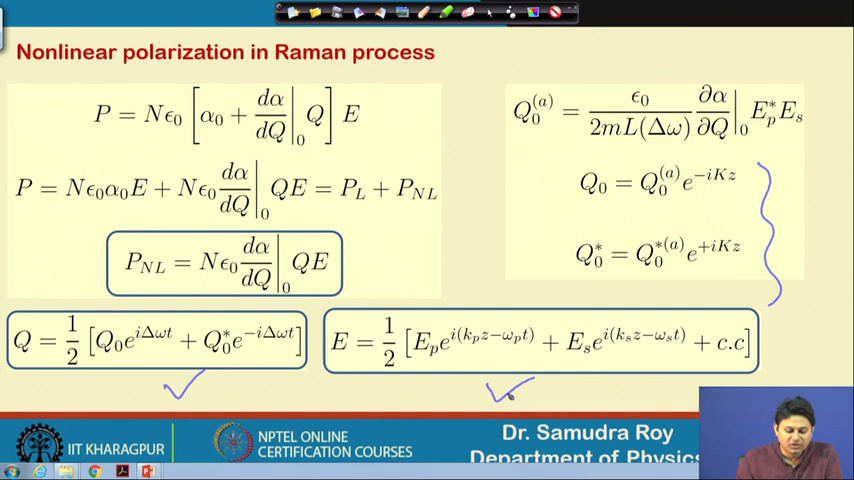 Nonlinear polarization in Raman process
P = Nϵ₀ [α₀ + dα/dQ|₀ Q] E
P = Nϵ₀α₀E + Nϵ₀ dα/dQ|₀ QE = P_L + P_NL
P_NL = Nϵ₀ dα/dQ|₀ QE
Q₀^(a) = ϵ₀/(2mL(Δω)) ∂α/∂Q|₀ E_p^* E_s
Q₀ = Q₀^(a) e^(−iKz)
Q₀^* = Q₀^*(a) e^(+iKz)
Q = 1/2 [Q₀e^(iΔωt) + Q₀^*e^(−iΔωt)]
E = 1/2 [E_p e^(i(k_p z−ω_p t)) + E_s e^(i(k_s z−ω_s t)) + c.c]
IIT KHARAGPUR
NPTEL ONLINE
CERTIFICATION COURSES
Dr. Samudra Roy
Department of Physics